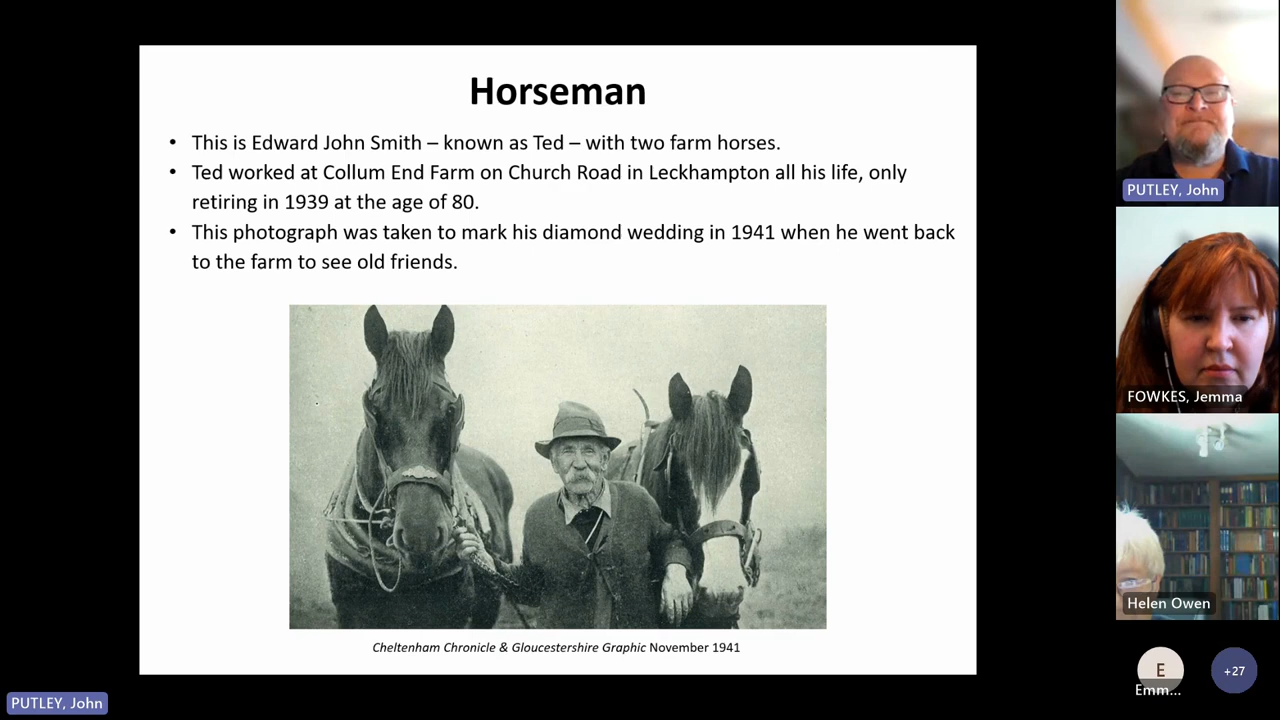 Horseman
• This is Edward John Smith – known as Ted – with two farm horses.
• Ted worked at Collum End Farm on Church Road in Leckhampton all his life, only
retiring in 1939 at the age of 80.
• This photograph was taken to mark his diamond wedding in 1941 when he went back
to the farm to see old friends.
Cheltenham Chronicle & Gloucestershire Graphic November 1941
PUTLEY, John
FOWKES, Jemma
Helen Owen
E
Emm...
+27
PUTLEY, John